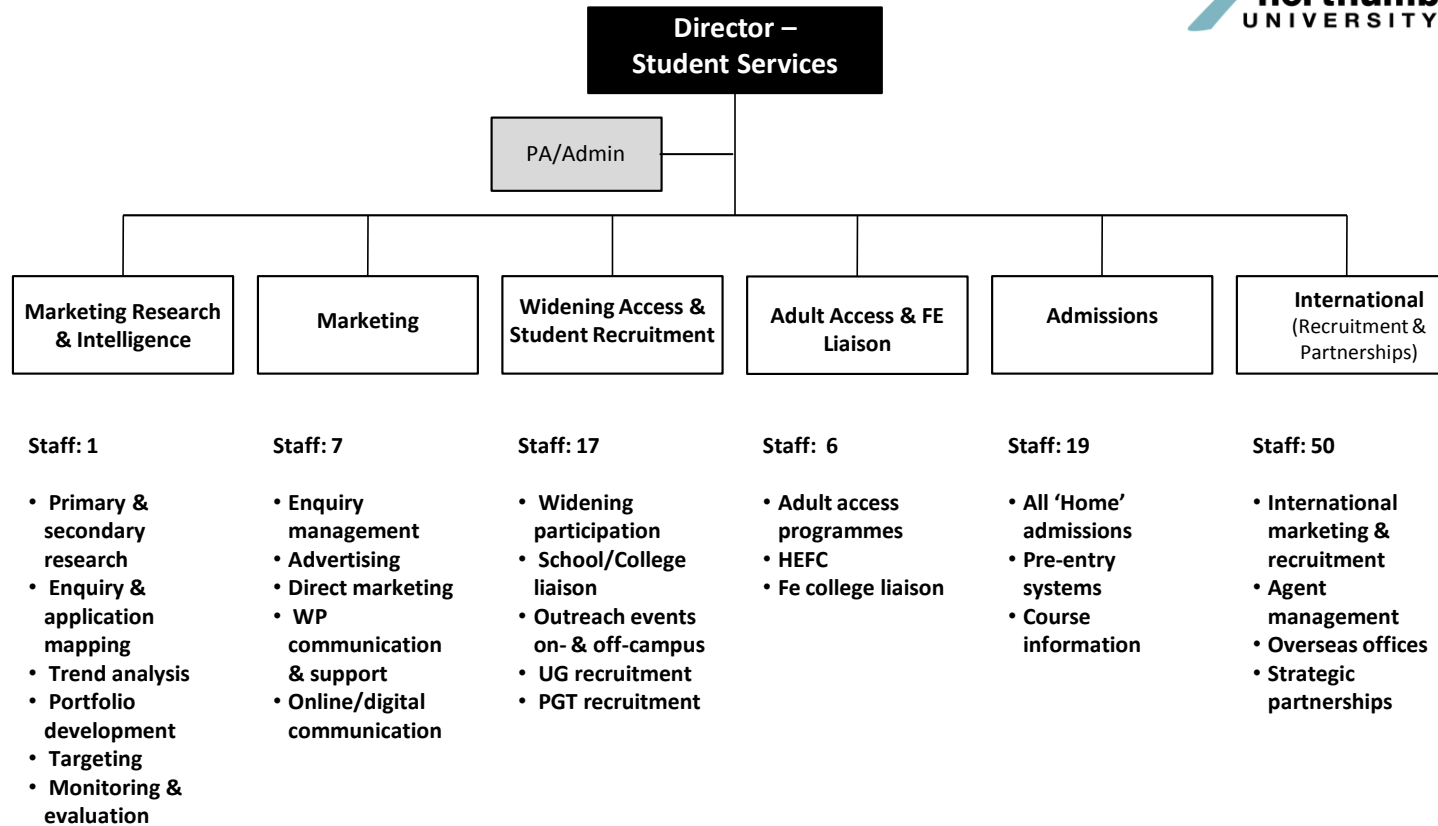 UNIVERSITY
Director –
Student Services
PA/Admin
Marketing Research
& Intelligence
Marketing
Widening Access &
Student Recruitment
Adult Access & FE
Liaison
Admissions
International
(Recruitment &
Partnerships)
Staff: 1
• Primary &
secondary
research
• Enquiry &
application
mapping
• Trend analysis
• Portfolio
development
• Targeting
• Monitoring &
evaluation
Staff: 7
• Enquiry
management
• Advertising
• Direct marketing
• WP
communication
& support
• Online/digital
communication
Staff: 17
• Widening
participation
• School/College
liaison
• Outreach events
on- & off-campus
• UG recruitment
• PGT recruitment
Staff: 6
• Adult access
programmes
• HEFC
• Fe college liaison
Staff: 19
• All ‘Home’
admissions
• Pre-entry
systems
• Course
information
Staff: 50
• International
marketing &
recruitment
• Agent
management
• Overseas offices
• Strategic
partnerships